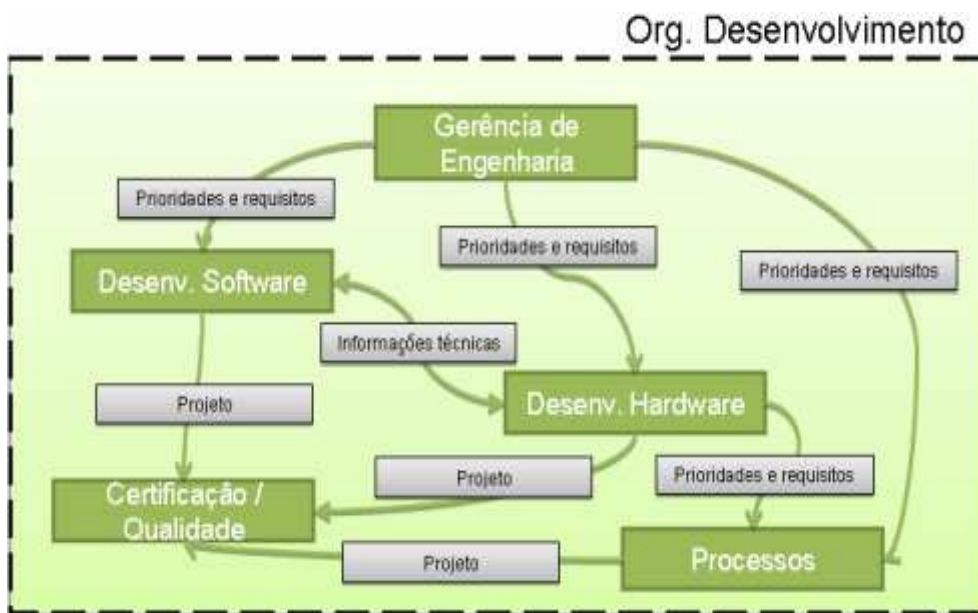 Org. Desenvolvimento
Gerência de
Engenharia
Prioridades e requisitos
Prioridades e requisitos
Prioridades e requisitos
Desenv. Software
Informações técnicas
Projeto
Desenv. Hardware
Prioridades e requisitos
Projeto
Certificação /
Qualidade
Projeto
Processos